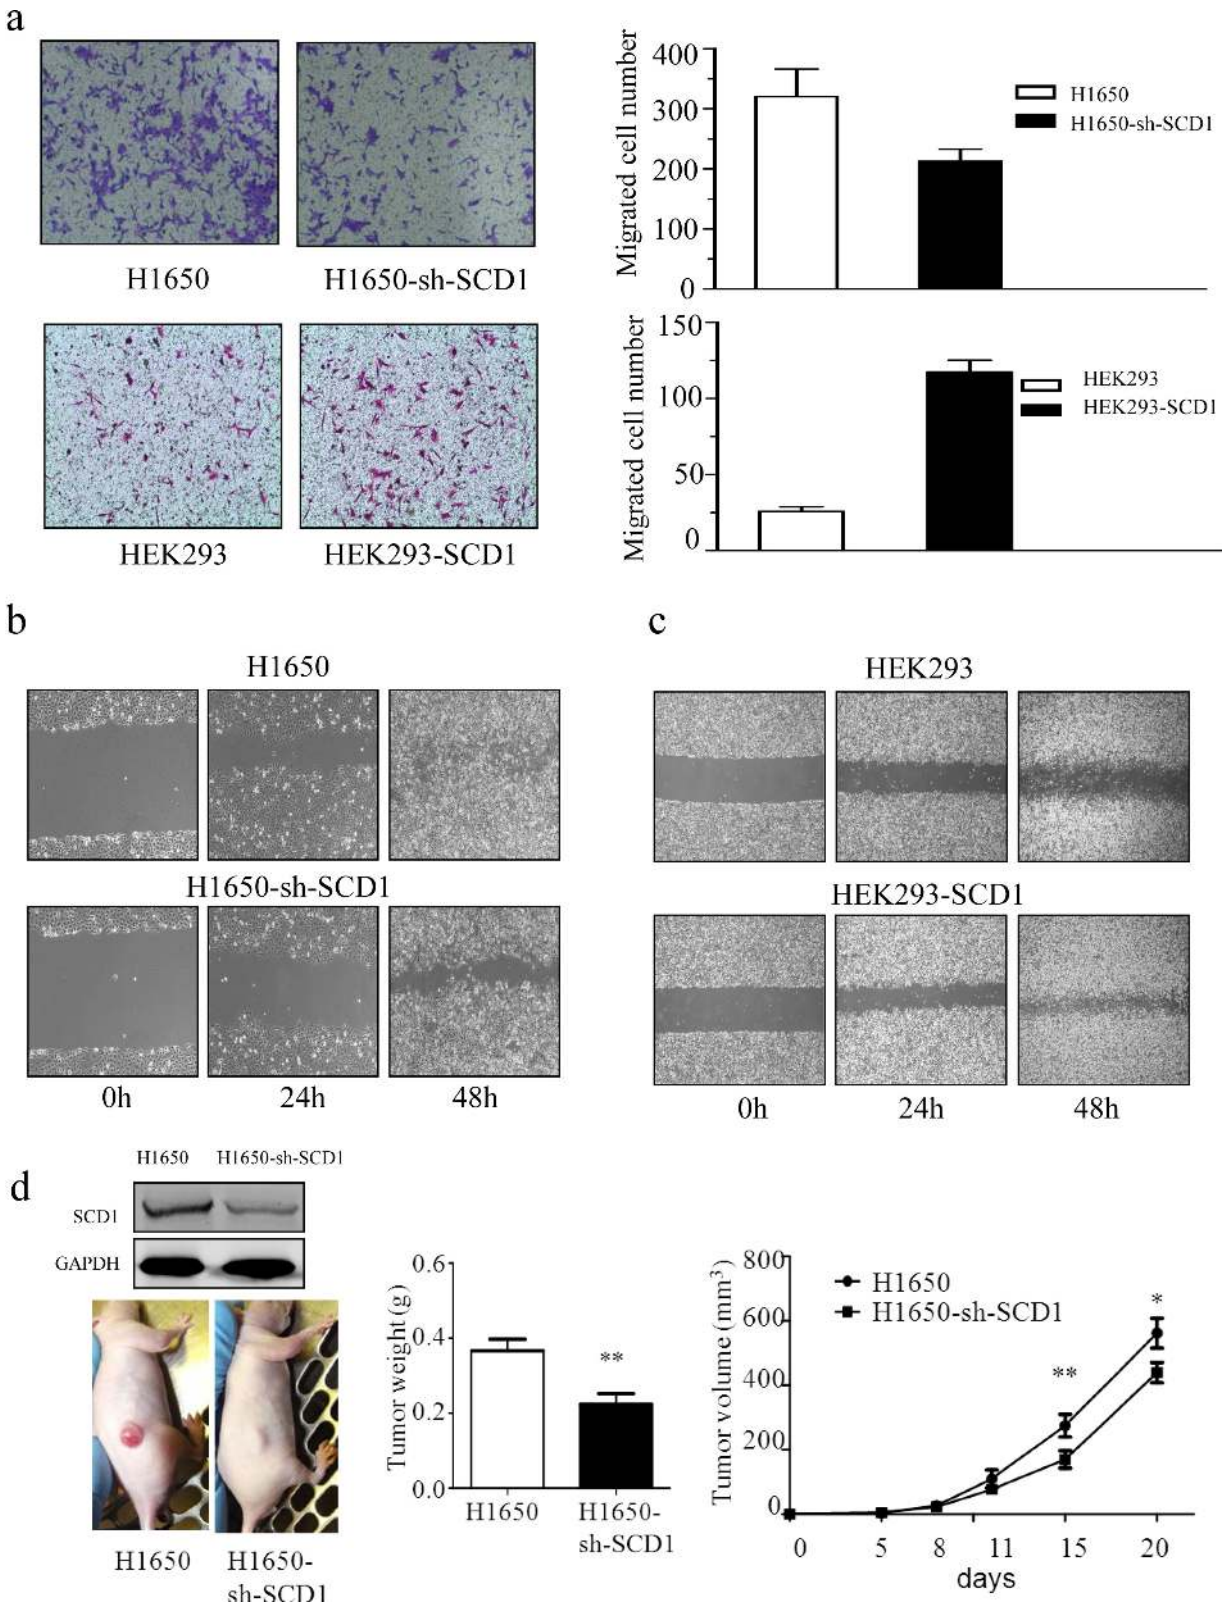 a
H1650
H1650-sh-SCD1
HEK293
HEK293-SCD1
Migrated cell number
400
300
200
100
0
H1650
H1650-sh-SCD1
Migrated cell number
150
100
50
0
HEK293
HEK293-SCD1
b
H1650
H1650-sh-SCD1
0h
24h
48h
c
HEK293
HEK293-SCD1
0h
24h
48h
d
H1650
H1650-sh-SCD1
SCD1
GAPDH
H1650
H1650-
sh-SCD1
Tumor weight (g)
0.6
0.4
0.2
0.0
**
H1650
H1650-
sh-SCD1
Tumor volume (mm³)
800
600
400
200
0
H1650
H1650-sh-SCD1
**
*
0
5
8
11
15
20
days